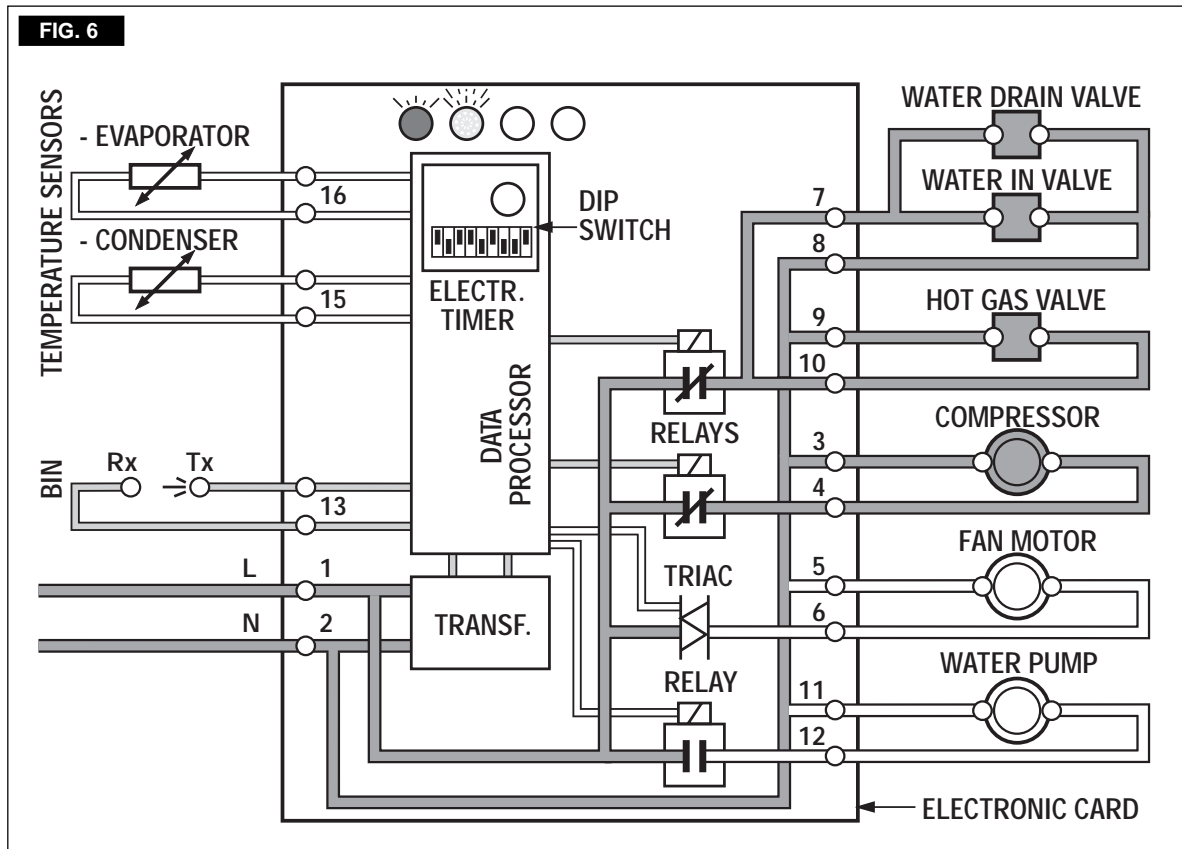 FIG. 6
TEMPERATURE SENSORS
- EVAPORATOR
16
- CONDENSER
15
BIN
Rx
Tx
13
L
1
N
2
DIP
SWITCH
ELECTR.
TIMER
DATA
PROCESSOR
TRANSF.
RELAYS
TRIAC
RELAY
WATER DRAIN VALVE
WATER IN VALVE
7
8
HOT GAS VALVE
9
10
COMPRESSOR
3
4
FAN MOTOR
5
6
WATER PUMP
11
12
ELECTRONIC CARD